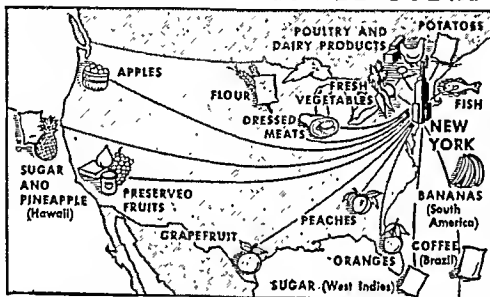 POTATOES
POULTRY AND
DAIRY PRODUCTS
APPLES
FLOUR
FRESH
VEGETABLES
DRESSED
MEATS
FISH
NEW
YORK
SUGAR
AND
PINEAPPLE
(Hawaii)
PRESERVED
FRUITS
BANANAS
(South
America)
PEACHES
GRAPEFRUIT
ORANGES
COFFEE
(Brazil)
SUGAR (West Indies)